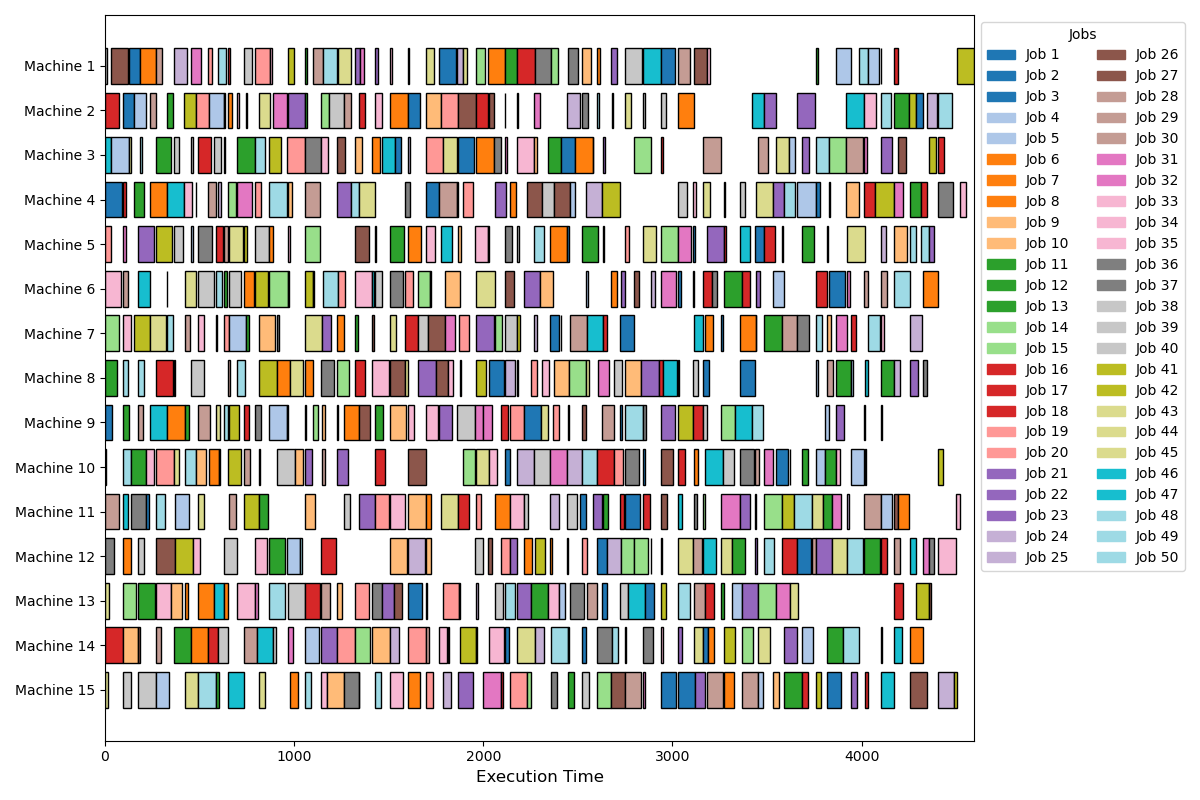 Machine 1
Machine 2
Machine 3
Machine 4
Machine 5
Machine 6
Machine 7
Machine 8
Machine 9
Machine 10
Machine 11
Machine 12
Machine 13
Machine 14
Machine 15
0 1000 2000 3000 4000
Execution Time
Jobs
Job 1
Job 2
Job 3
Job 4
Job 5
Job 6
Job 7
Job 8
Job 9
Job 10
Job 11
Job 12
Job 13
Job 14
Job 15
Job 16
Job 17
Job 18
Job 19
Job 20
Job 21
Job 22
Job 23
Job 24
Job 25
Job 26
Job 27
Job 28
Job 29
Job 30
Job 31
Job 32
Job 33
Job 34
Job 35
Job 36
Job 37
Job 38
Job 39
Job 40
Job 41
Job 42
Job 43
Job 44
Job 45
Job 46
Job 47
Job 48
Job 49
Job 50